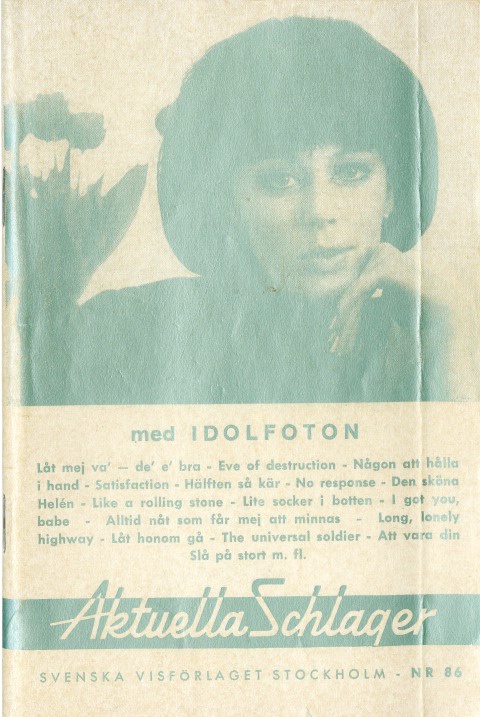 med IDOLFOTON
Låt mej va' — de' e' bra - Eve of destruction - Någon att hålla
i hand - Satisfaction - Hälften så kär - No response - Den sköna
Helén - Like a rolling stone - Lite socker i botten - I got you,
babe - Alltid nåt som får mej att minnas - Long, lonely
highway - Låt honom gå - The universal soldier - Att vara din
Slå på stort m. fl.
Aktuella Schlager
SVENSKA VISFÖRLAGET STOCKHOLM - NR 86